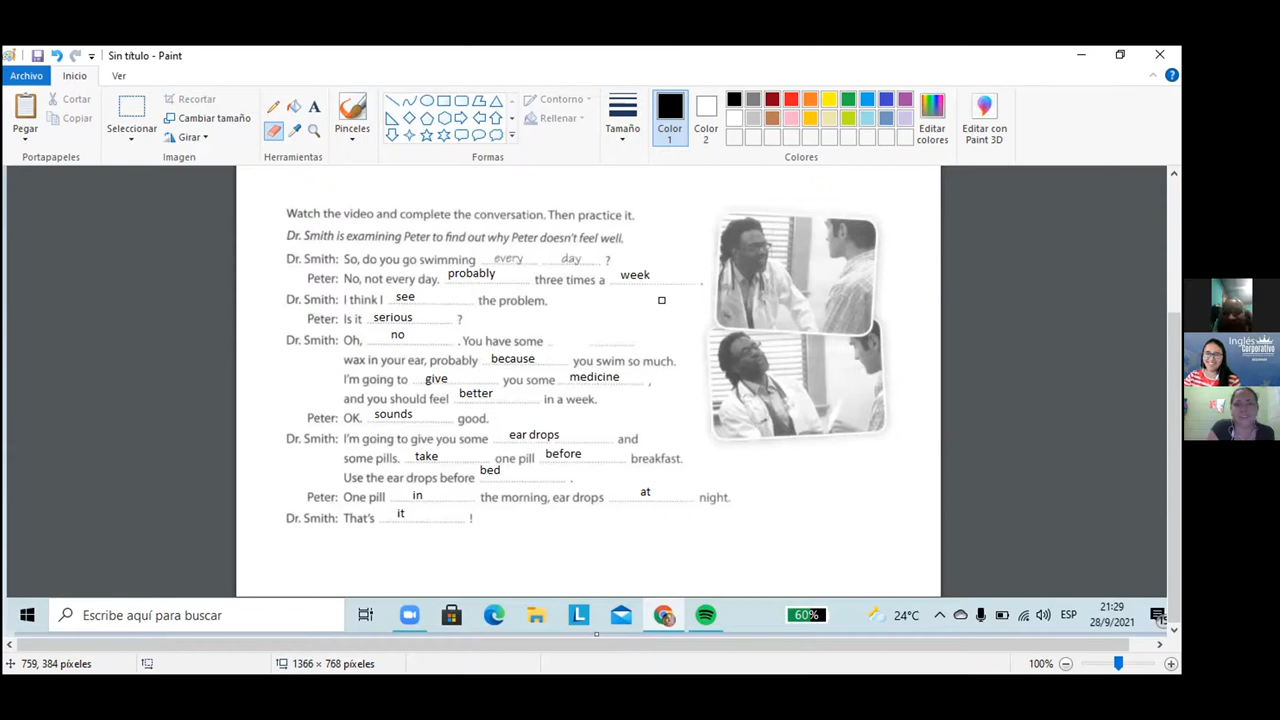 Sin título - Paint
Archivo
Inicio
Ver
Pegar
Cortar
Copiar
Portapapeles
Seleccionar
Recortar
Cambiar tamaño
Girar
Imagen
A
Herramientas
Pinceles
Contorno
Rellenar
Formas
Tamaño
Color 1
Color 2
Editar colores
Editar con Paint 3D
Colores
Watch the video and complete the conversation. Then practice it.
Dr. Smith is examining Peter to find out why Peter doesn't feel well.
Dr. Smith: So, do you go swimming every day ?
Peter: No, not every day. probably three times a week .
Dr. Smith: I think I see the problem.
Peter: Is it serious ?
Dr. Smith: Oh, no . You have some
wax in your ear, probably because you swim so much.
I'm going to give you some medicine ,
and you should feel better in a week.
Peter: OK. sounds good.
Dr. Smith: I'm going to give you some ear drops and
some pills. take one pill before breakfast.
Use the ear drops before bed .
Peter: One pill in the morning, ear drops at night.
Dr. Smith: That's it !
Inglés
Corporativo
Escribe aquí para buscar
60%
24°C
ESP
21:29
28/9/2021
759, 384 píxeles
1366 × 768 píxeles
100%